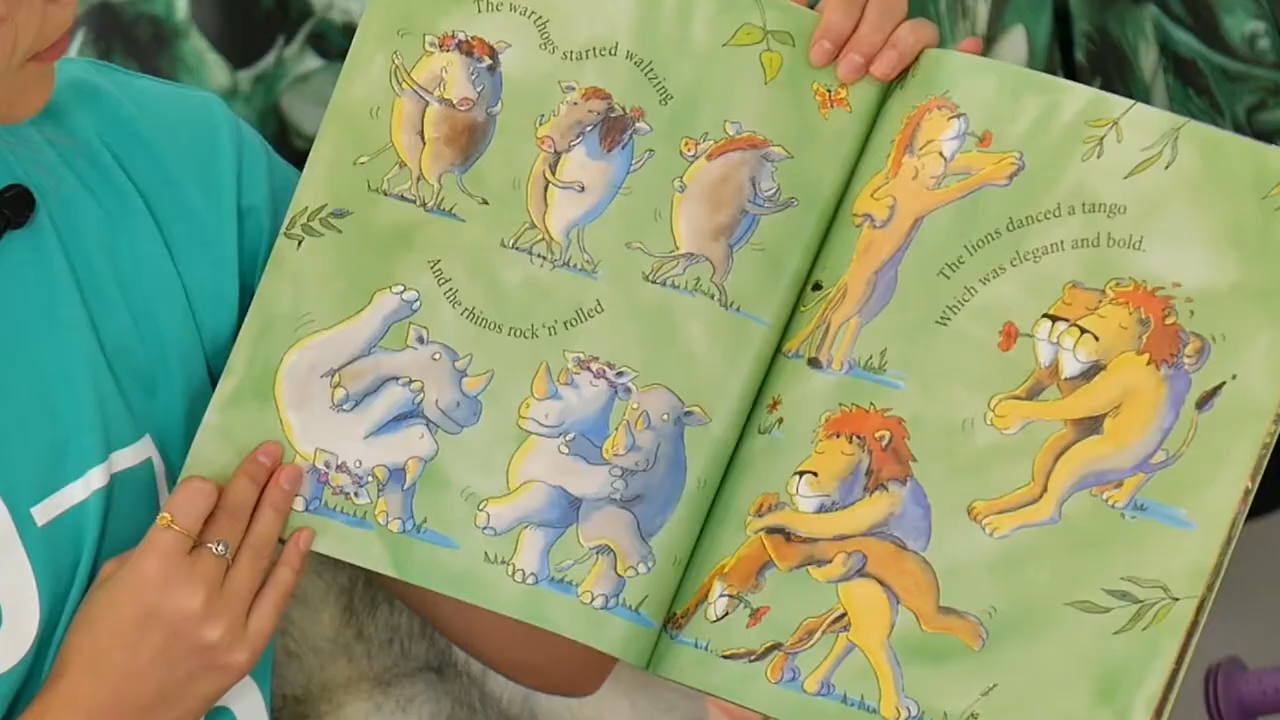 The warthogs started waltzing
And the rhinos rock 'n' rolled
The lions danced a tango
Which was elegant and bold.